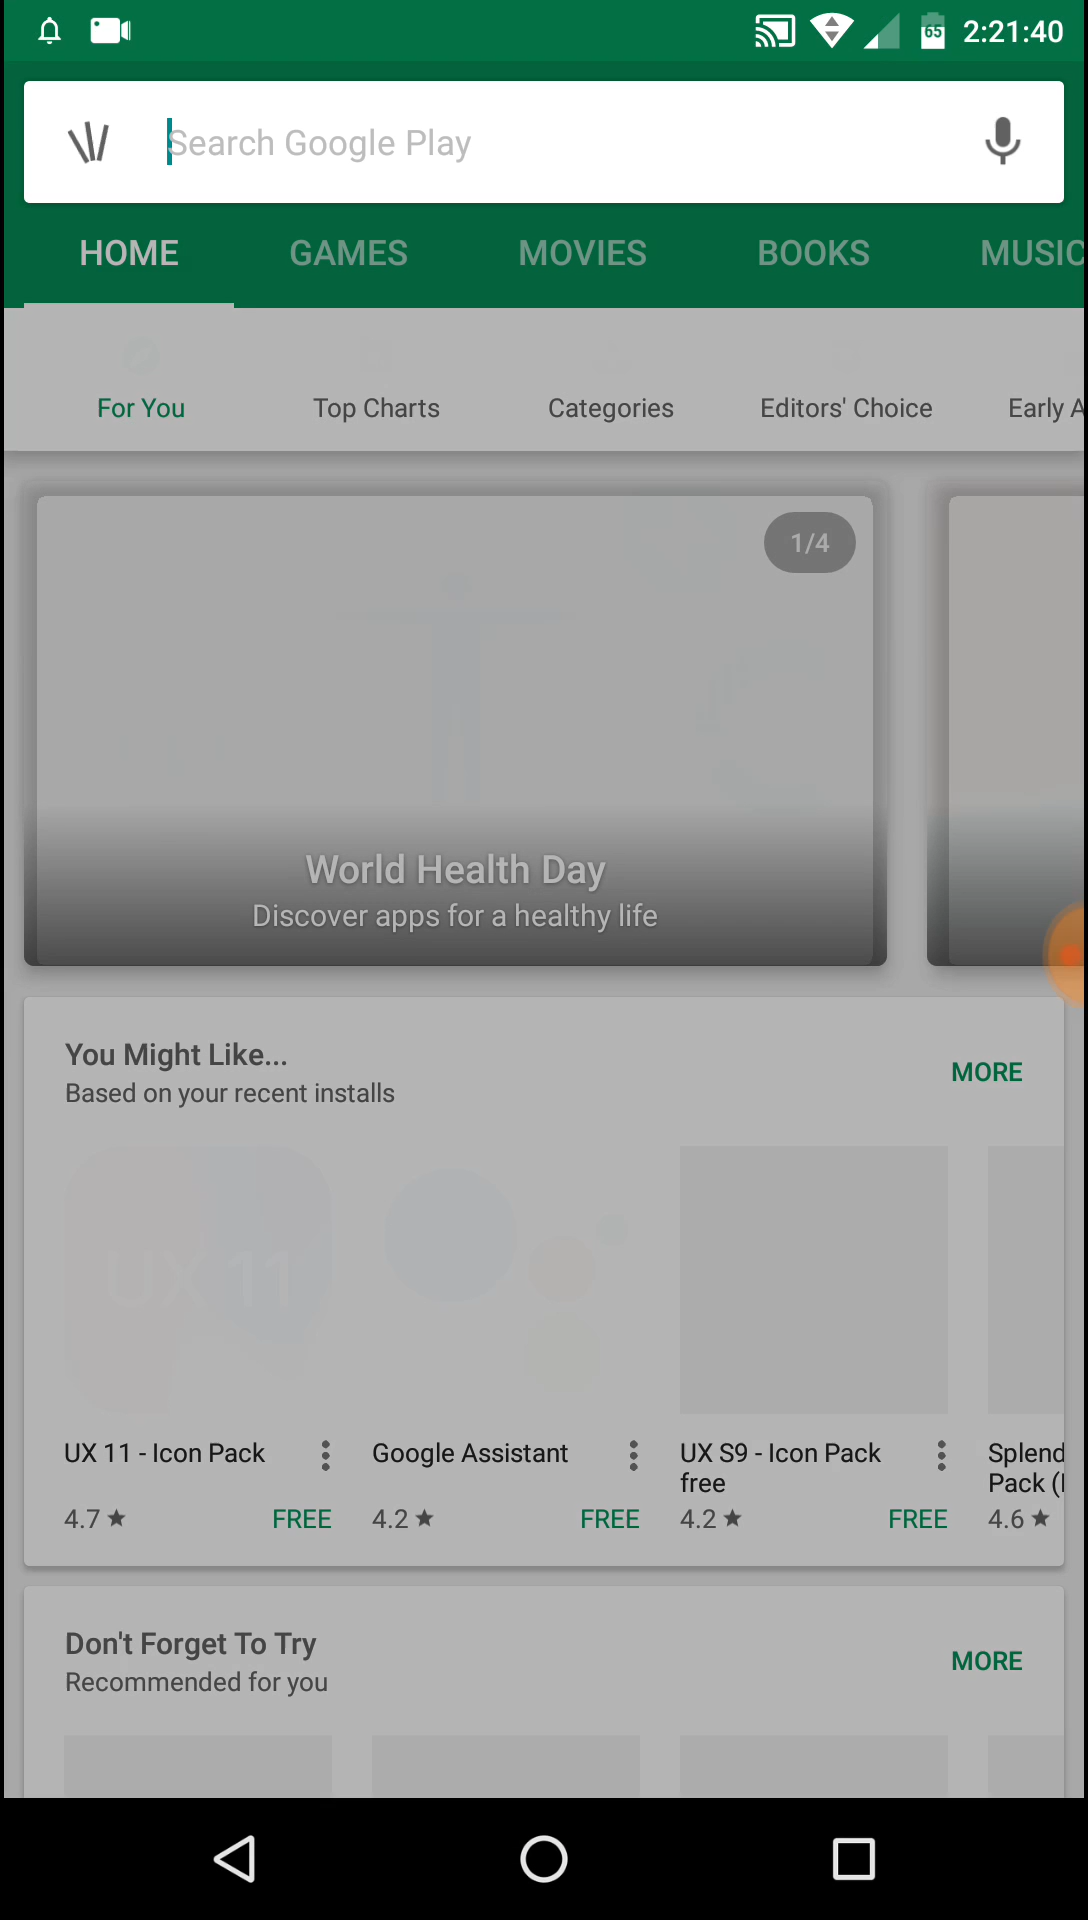 65 2:21:40
Search Google Play
HOME GAMES MOVIES BOOKS MUSIC
For You Top Charts Categories Editors' Choice Early A
1/4
World Health Day
Discover apps for a healthy life
You Might Like...
Based on your recent installs
MORE
UX 11
UX 11 - Icon Pack
4.7 FREE
Google Assistant
4.2 FREE
UX S9 - Icon Pack
free
4.2 FREE
Splend
Pack (
4.6
Don't Forget To Try
Recommended for you
MORE